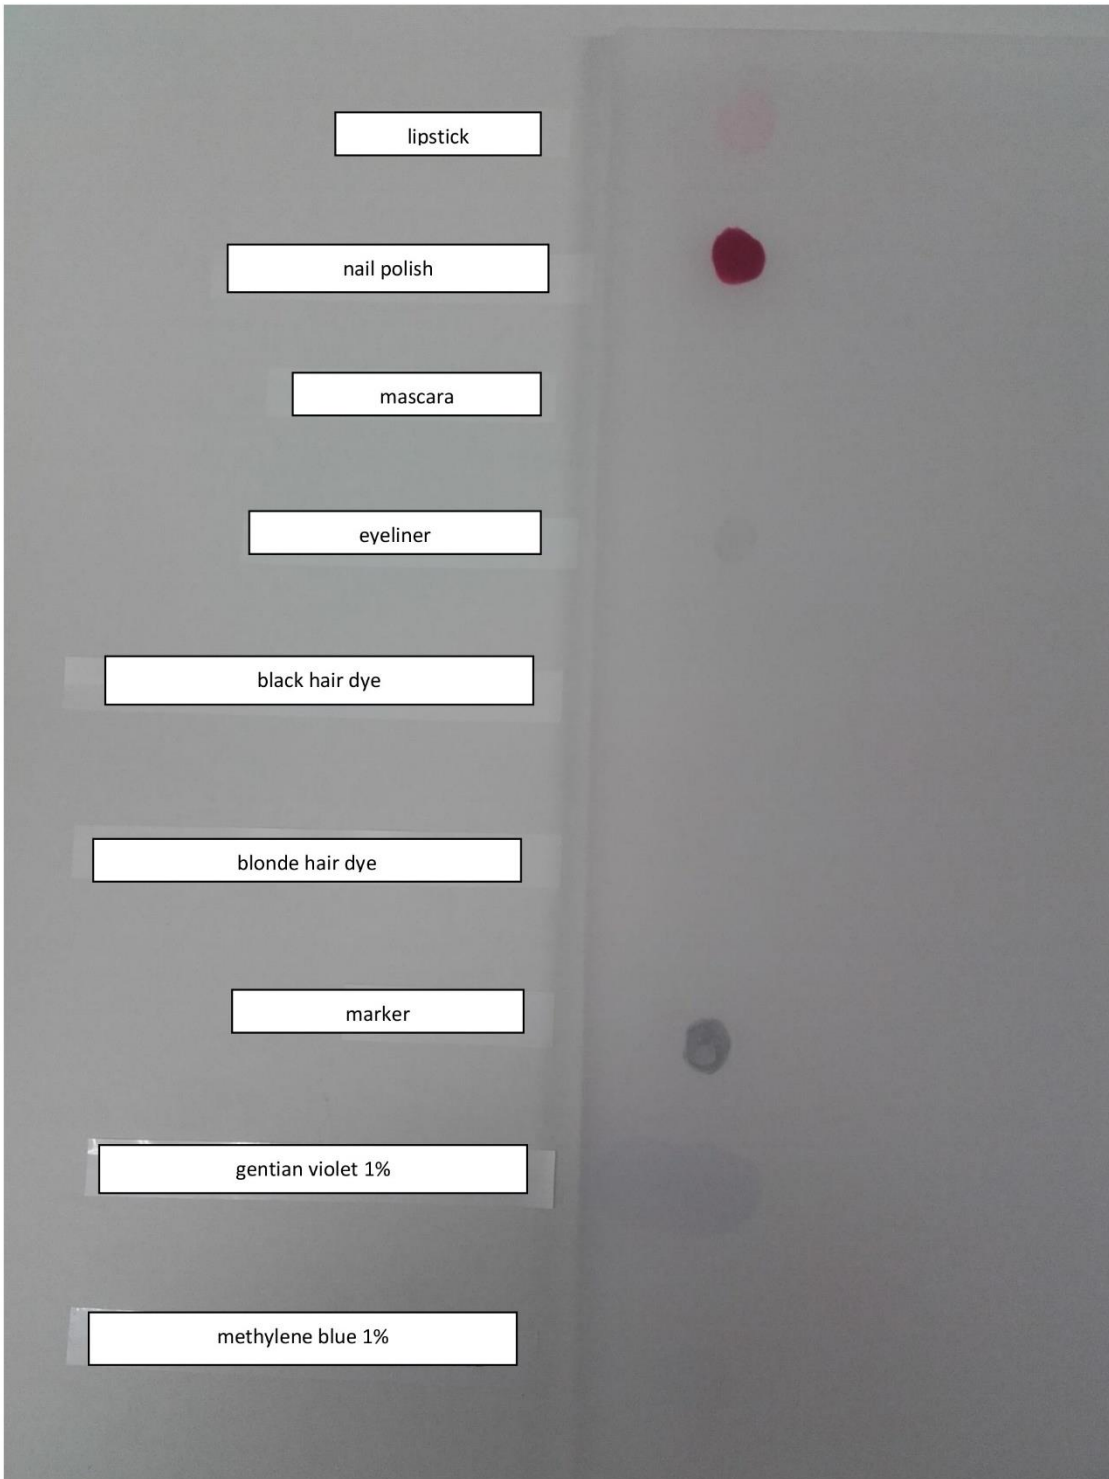 lipstick
nail polish
mascara
eyeliner
black hair dye
blonde hair dye
marker
gentian violet 1%
methylene blue 1%